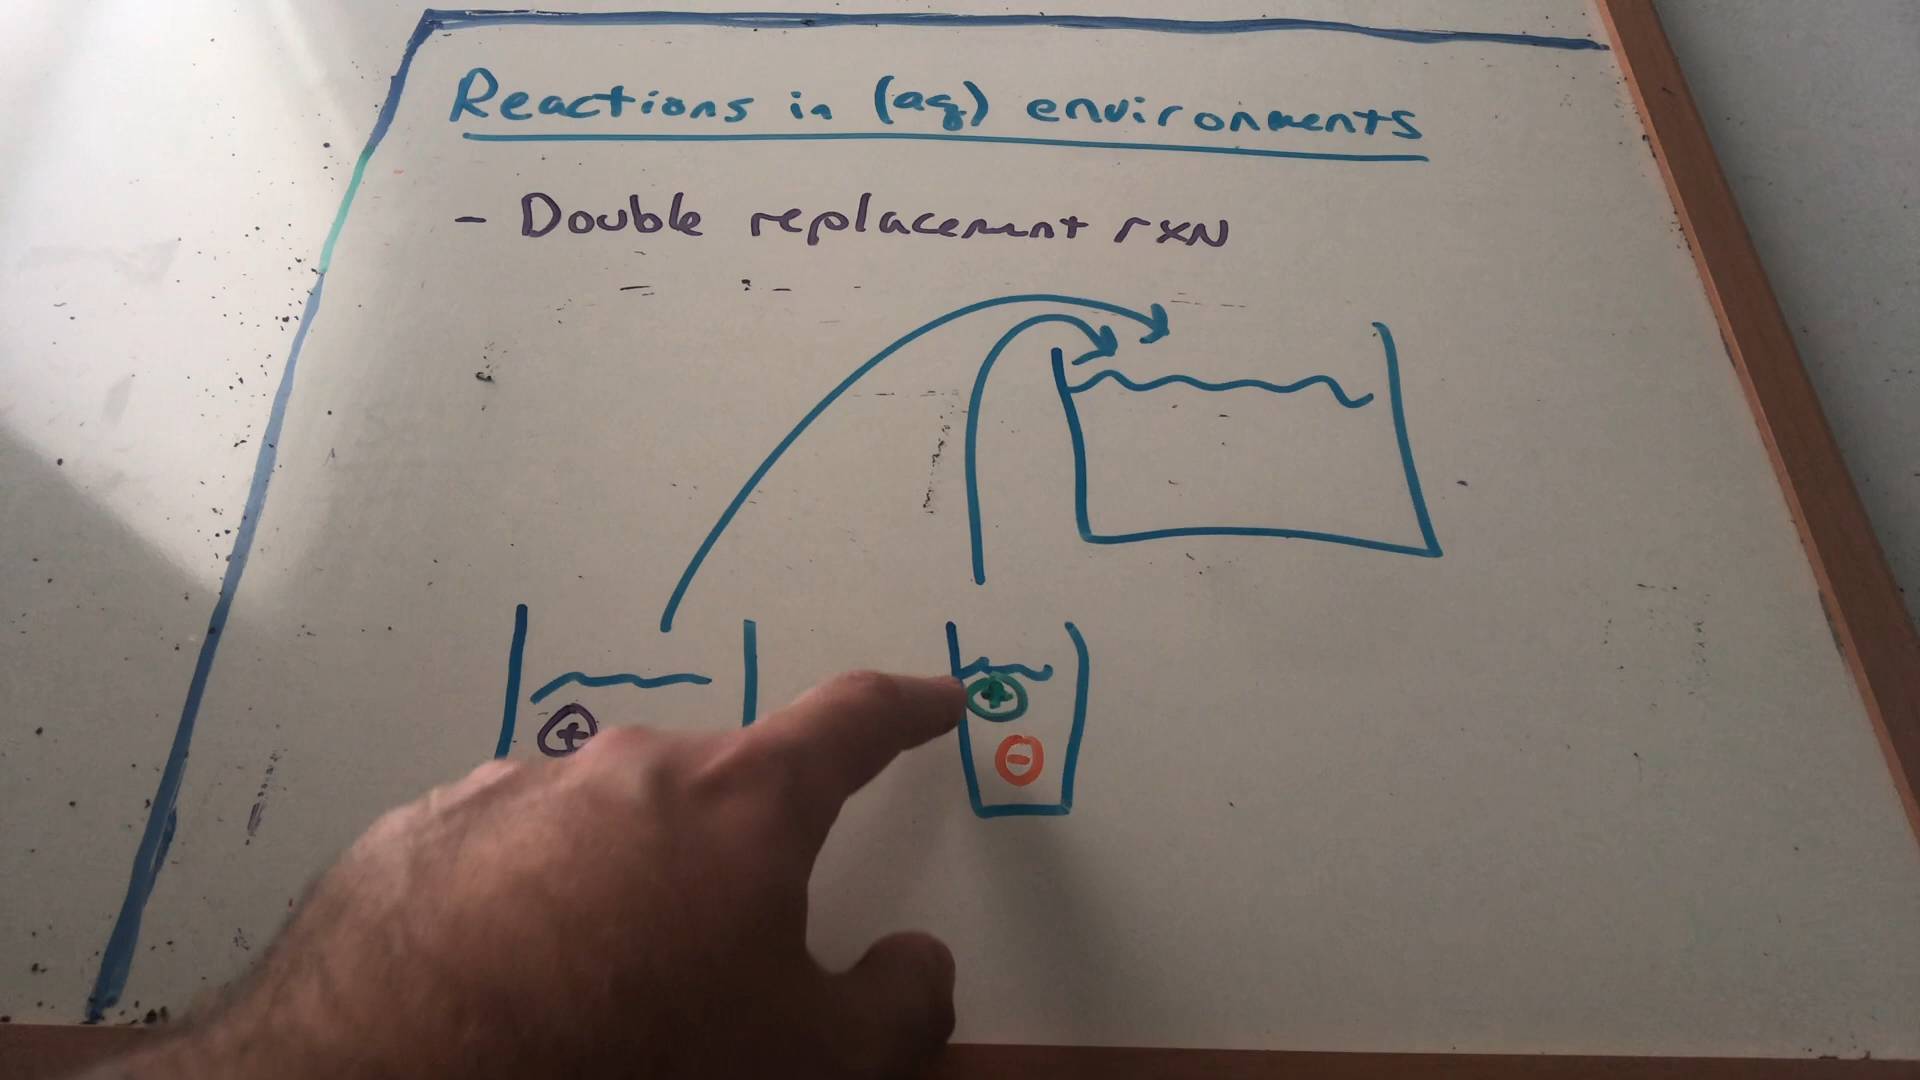 Reactions in (aq) environments
- Double replacement rxN
+ +
-